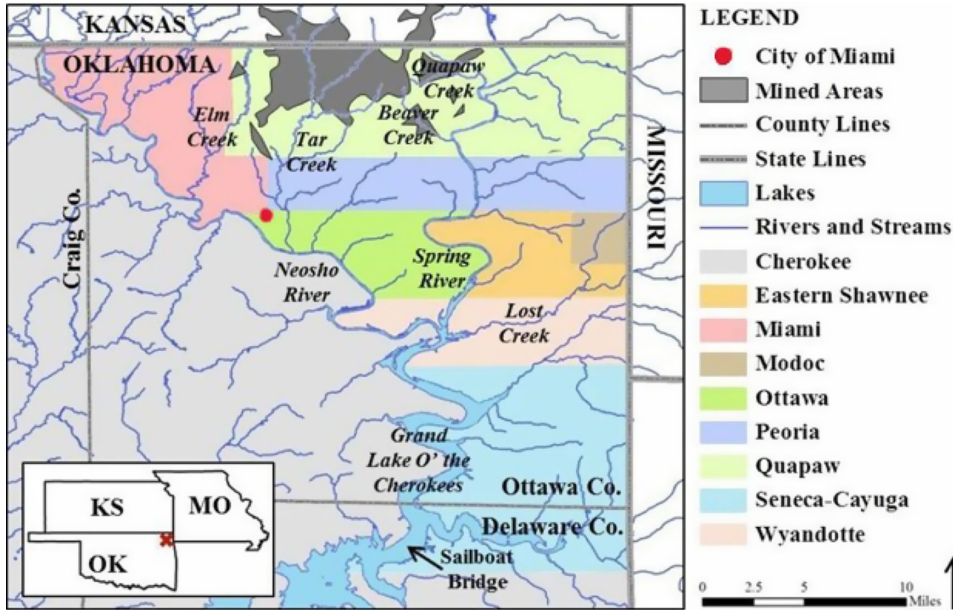 KANSAS
OKLAHOMA
Quapaw
Creek
Elm
Creek
Beaver
Creek
Tar
Creek
MISSOURI
Craig Co.
Neosho
River
Spring
River
Lost
Creek
Grand
Lake O' the
Cherokees
Ottawa Co.
Delaware Co.
Sailboat
Bridge
KS
MO
OK
LEGEND
City of Miami
Mined Areas
County Lines
State Lines
Lakes
Rivers and Streams
Cherokee
Eastern Shawnee
Miami
Modoc
Ottawa
Peoria
Quapaw
Seneca-Cayuga
Wyandotte
0 2.5 5 10
Miles